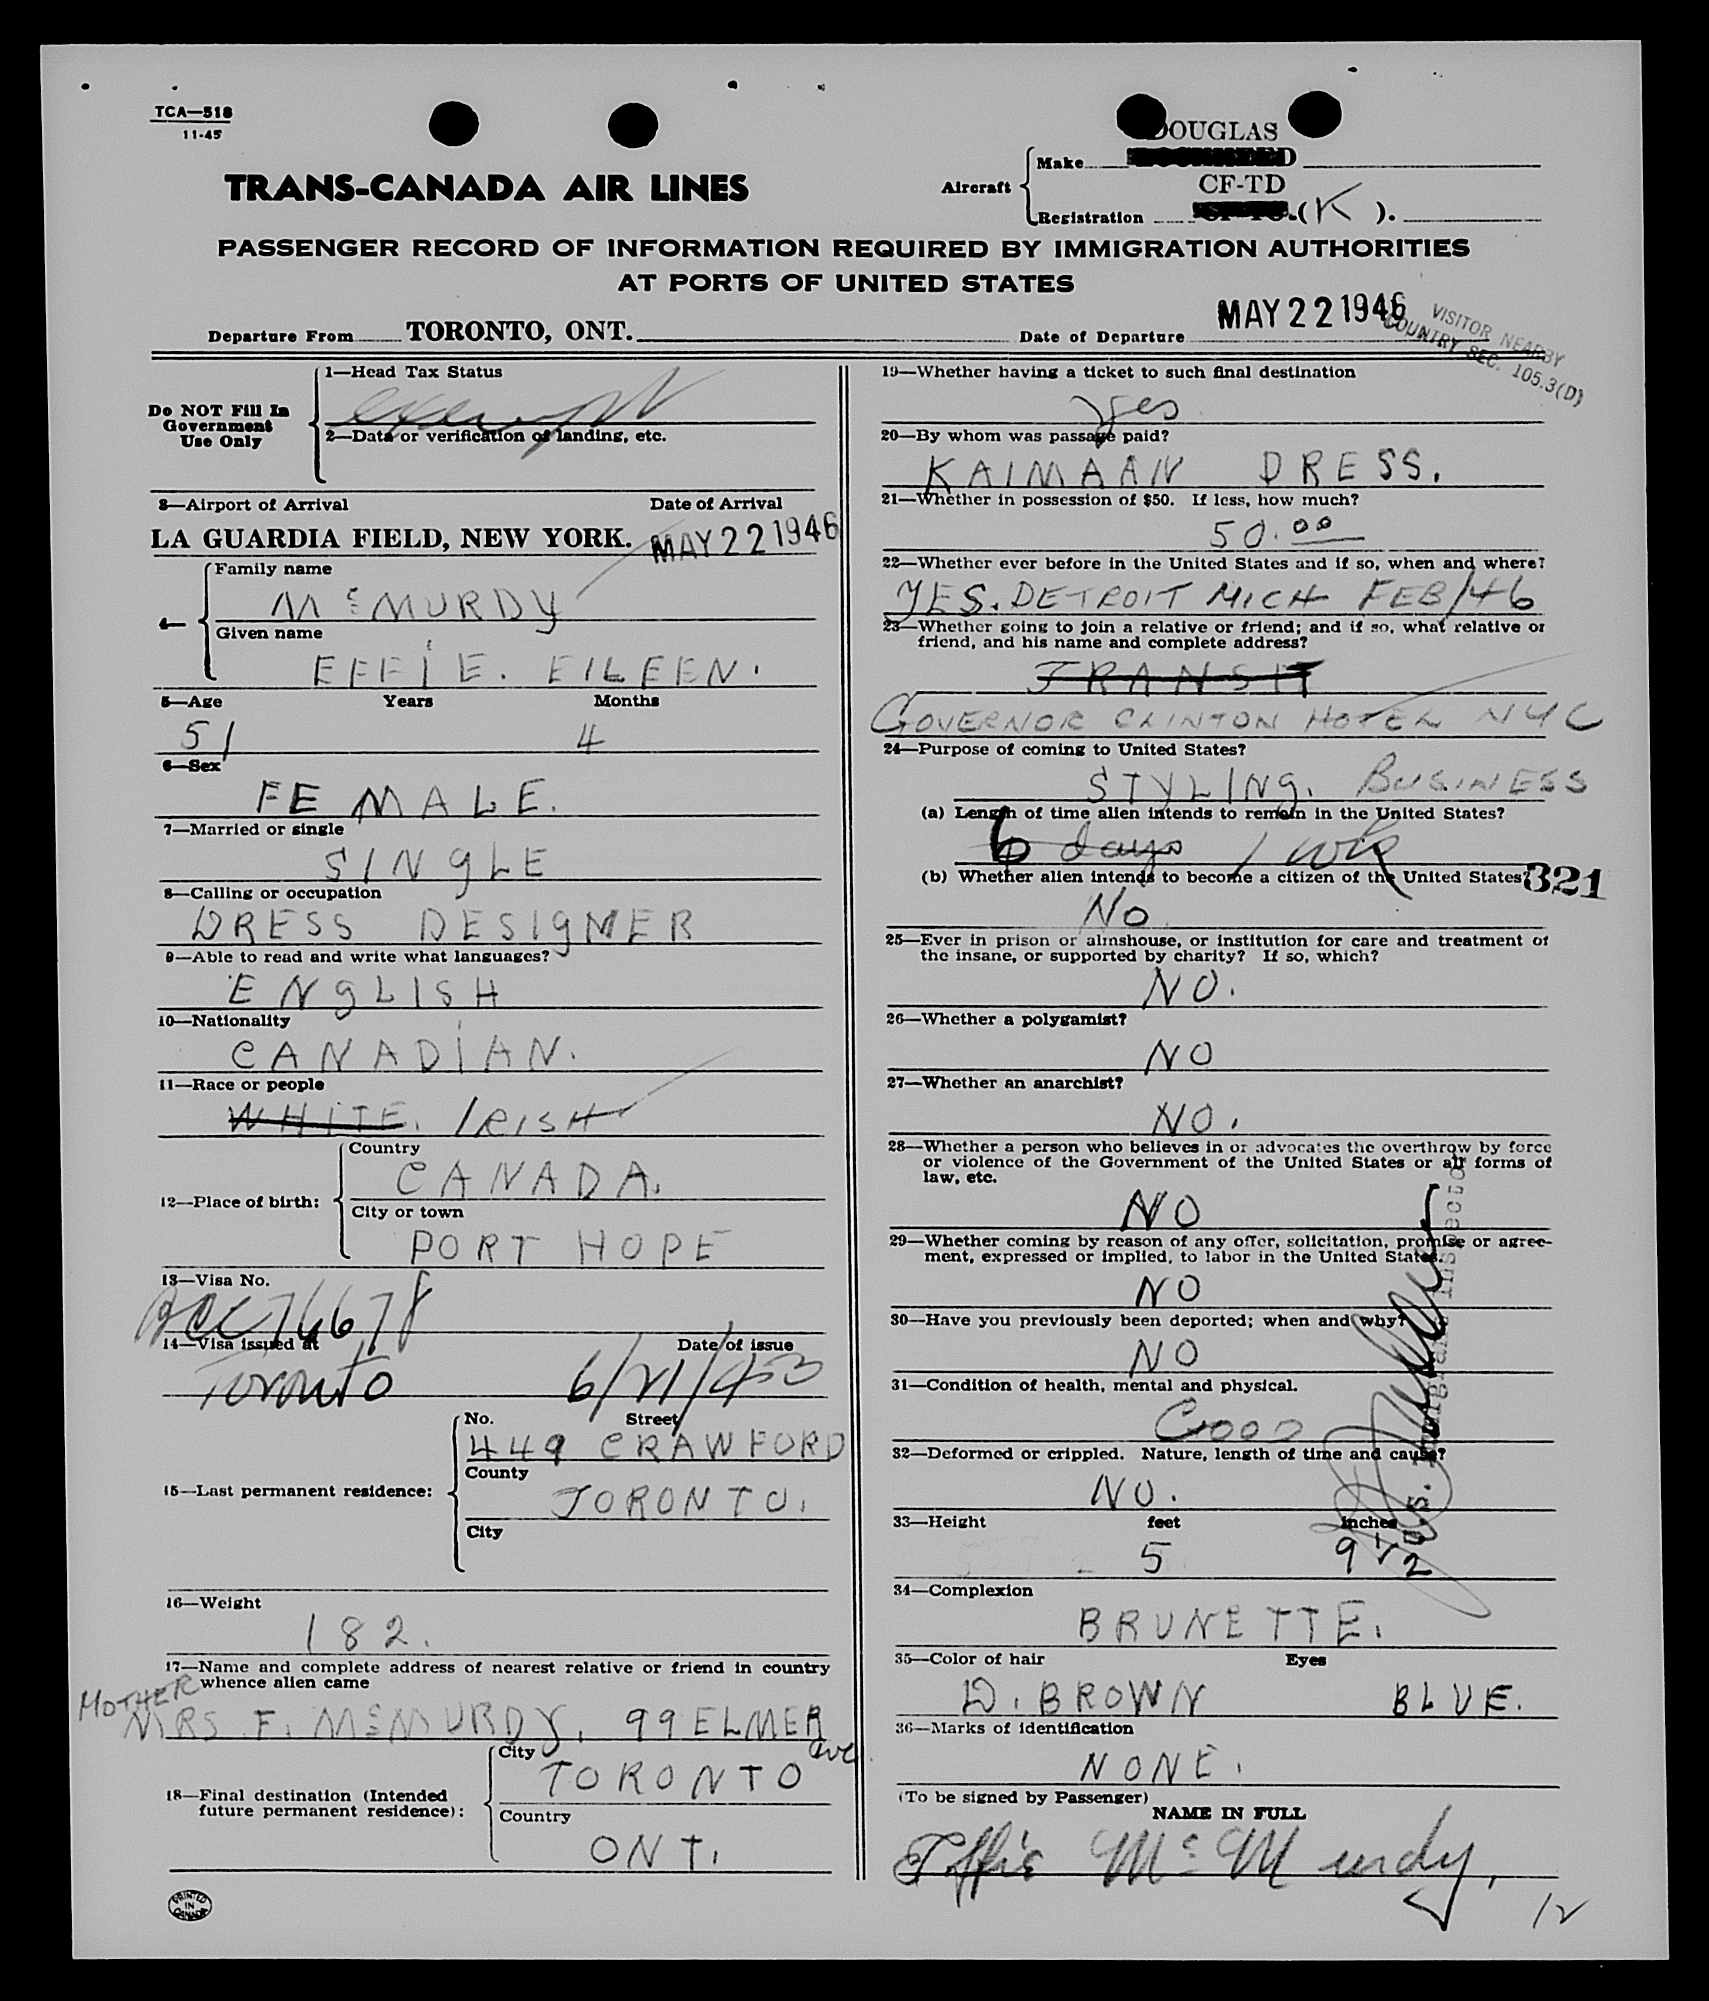 TCA—518
11-45
DOUGLAS
Make
TRANS-CANADA AIR LINES
Aircraft
CF-TD
Registration (K).
PASSENGER RECORD OF INFORMATION REQUIRED BY IMMIGRATION AUTHORITIES
AT PORTS OF UNITED STATES
Departure From TORONTO, ONT. Date of Departure MAY 22 1946
VISITOR NEARBY
COUNTRY SEC. 105.3(D)
Do NOT Fill In
Government
Use Only
1—Head Tax Status
exempt
2—Data or verification of landing, etc.
3—Airport of Arrival Date of Arrival
LA GUARDIA FIELD, NEW YORK. MAY 22 1946
4—
Family name
McMURDY
Given name
EFFIE. EILEEN.
5—Age Years Months
51 4
6—Sex
FEMALE.
7—Married or single
SINGLE
8—Calling or occupation
DRESS DESIGNER
9—Able to read and write what languages?
ENGLISH
10—Nationality
CANADIAN.
11—Race or people
WHITE. IRISH
12—Place of birth:
Country
CANADA.
City or town
PORT HOPE
13—Visa No.
BCC 76678
14—Visa issued at Date of issue
Toronto 6/21/43
15—Last permanent residence:
No. Street
449 CRAWFORD
County
TORONTO.
City
16—Weight
182.
17—Name and complete address of nearest relative or friend in country
whence alien came
MOTHER
MRS. F. McMURDY. 99 ELMER
ave.
18—Final destination (Intended
future permanent residence):
City
TORONTO
Country
ONT.
PRINTED
IN
CANADA
19—Whether having a ticket to such final destination
Yes
20—By whom was passage paid?
KAIMAAN DRESS.
21—Whether in possession of $50. If less, how much?
50.00
22—Whether ever before in the United States and if so, when and where?
YES. DETROIT MICH FEB/46
23—Whether going to join a relative or friend; and if so, what relative or
friend, and his name and complete address?
TRANSIT
GOVERNOR CLINTON HOTEL NYC
24—Purpose of coming to United States?
STYLING. BUSINESS
(a) Length of time alien intends to remain in the United States?
6 days 1 wk
(b) Whether alien intends to become a citizen of the United States?
321
No
25—Ever in prison or almshouse, or institution for care and treatment of
the insane, or supported by charity? If so, which?
NO.
26—Whether a polygamist?
NO
27—Whether an anarchist?
NO.
28—Whether a person who believes in or advocates the overthrow by force
or violence of the Government of the United States or all forms of
law, etc.
NO
29—Whether coming by reason of any offer, solicitation, promise or agree-
ment, expressed or implied, to labor in the United States.
NO
30—Have you previously been deported; when and why?
NO
31—Condition of health, mental and physical.
GOOD
32—Deformed or crippled. Nature, length of time and cause?
NO.
U.S. Immigrant Inspector
33—Height feet inches
5 9 1/2
34—Complexion
BRUNETTE.
35—Color of hair Eyes
D. BROWN BLUE.
36—Marks of identification
NONE.
(To be signed by Passenger)
NAME IN FULL
Effie McMurdy.
12